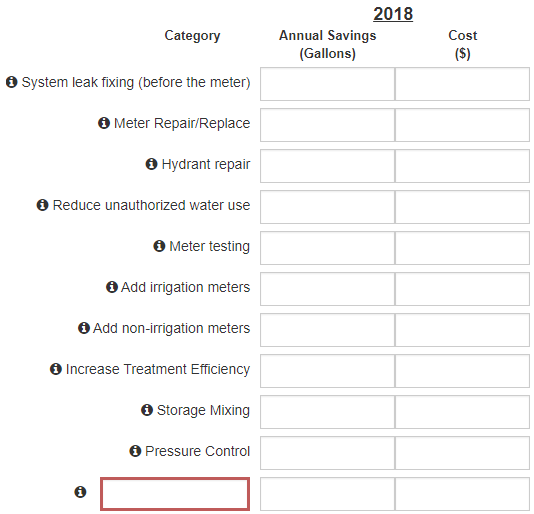 2018
Category Annual Savings Cost
(Gallons) ($)
System leak fixing (before the meter)
Meter Repair/Replace
Hydrant repair
Reduce unauthorized water use
Meter testing
Add irrigation meters
Add non-irrigation meters
Increase Treatment Efficiency
Storage Mixing
Pressure Control